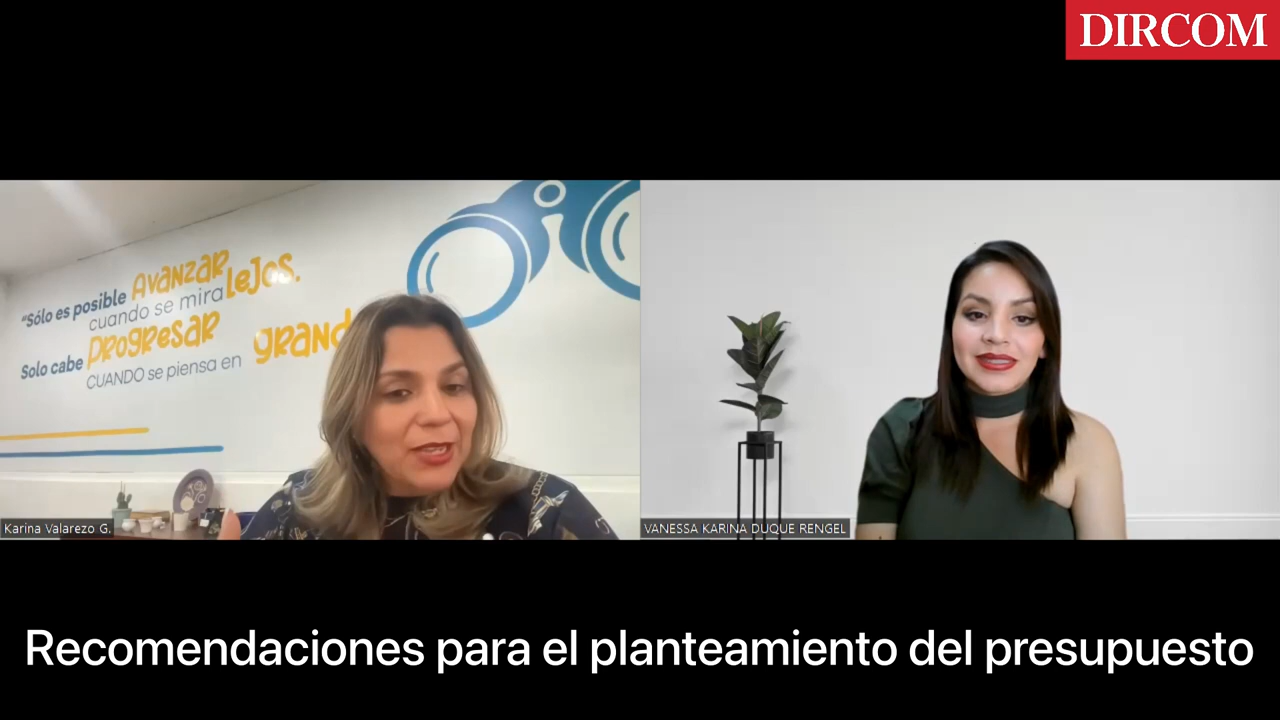 DIRCOM
"Sólo es posible Avanzar
cuando se mira lejos.
Solo cabe progresar
CUANDO se piensa en
Karina Valarezo G.
VANESSA KARINA DUQUE RENGEL
Recomendaciones para el planteamiento del presupuesto